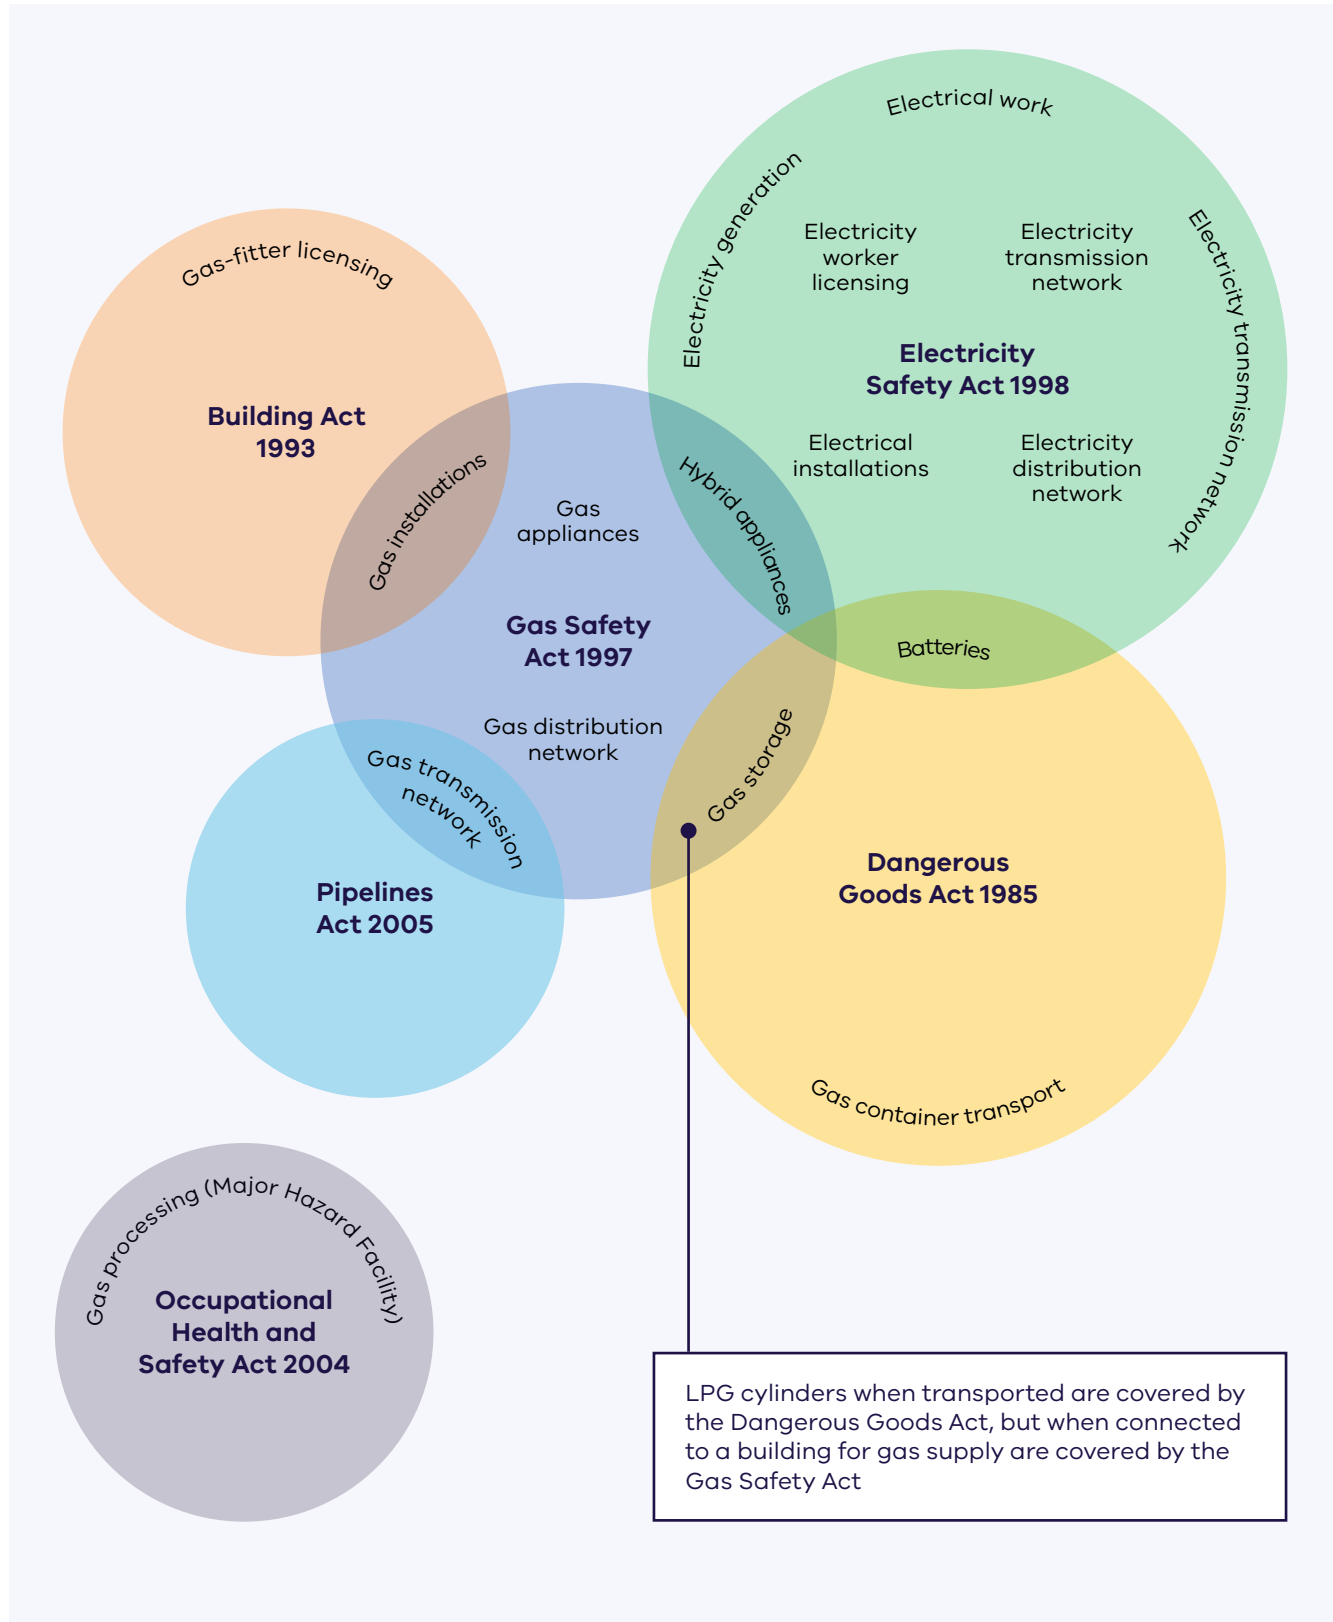 Electrical work
Electricity generation
Electricity
worker
licensing
Electricity
transmission
network
Electricity transmission network
Electricity
Safety Act 1998
Electrical
installations
Electricity
distribution
network
Gas-fitter licensing
Building Act
1993
Gas installations
Gas
appliances
Hybrid appliances
Gas Safety
Act 1997
Batteries
Gas distribution
network
Gas storage
Gas transmission
network
Pipelines
Act 2005
Dangerous
Goods Act 1985
Gas container transport
Gas processing (Major Hazard Facility)
Occupational
Health and
Safety Act 2004
LPG cylinders when transported are covered by
the Dangerous Goods Act, but when connected
to a building for gas supply are covered by the
Gas Safety Act